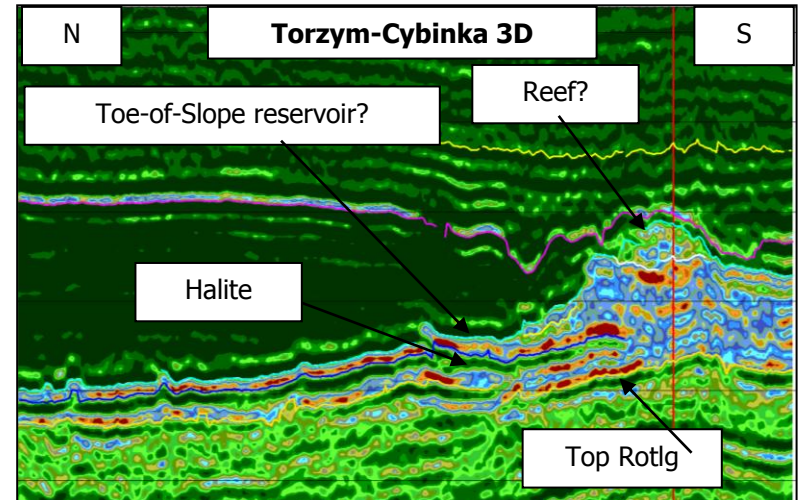 N
Torzym-Cybinka 3D
S
Reef?
Toe-of-Slope reservoir?
Halite
Top Rotlg